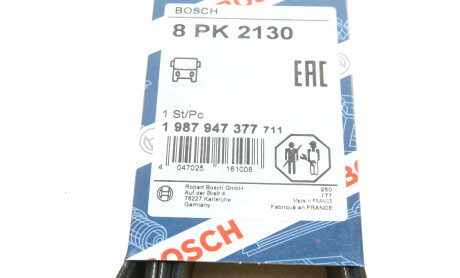 BOSCH
8 PK 2130
EAC
1 St/Pc
1 987 947 377 711
4 047025 161008
Robert Bosch GmbH
Auf der Breit 4
76227 Karlsruhe
Germany
250
177
Made in FRANCE
Fabriqué en FRANCE
BOSCH